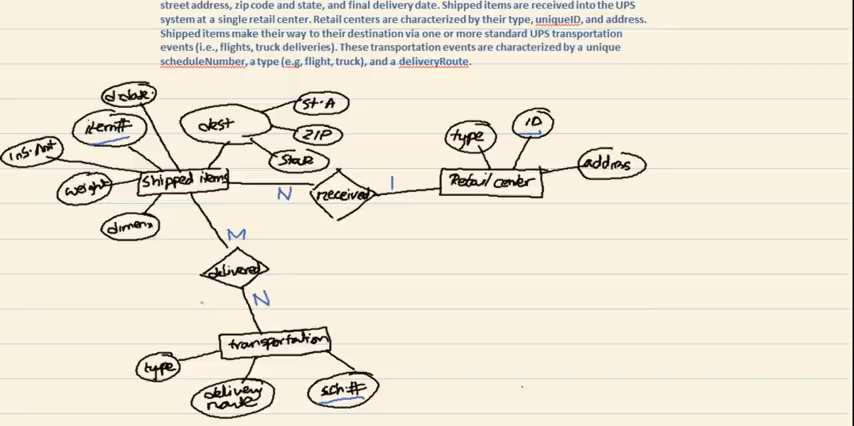 street address, zip code and state, and final delivery date. Shipped items are received into the UPS
system at a single retail center. Retail centers are characterized by their type, uniqueID, and address.
Shipped items make their way to their destination via one or more standard UPS transportation
events (i.e., flights, truck deliveries). These transportation events are characterized by a unique
scheduleNumber, a type (e.g, flight, truck), and a deliveryRoute.
d.date
item#
dest
St.A
ZIP
State
Ins.Amt
weight
dimens
Shipped items
N
received
1
Retail center
type
ID
address
M
delivered
N
transportation
type
delivery
route
sch.#